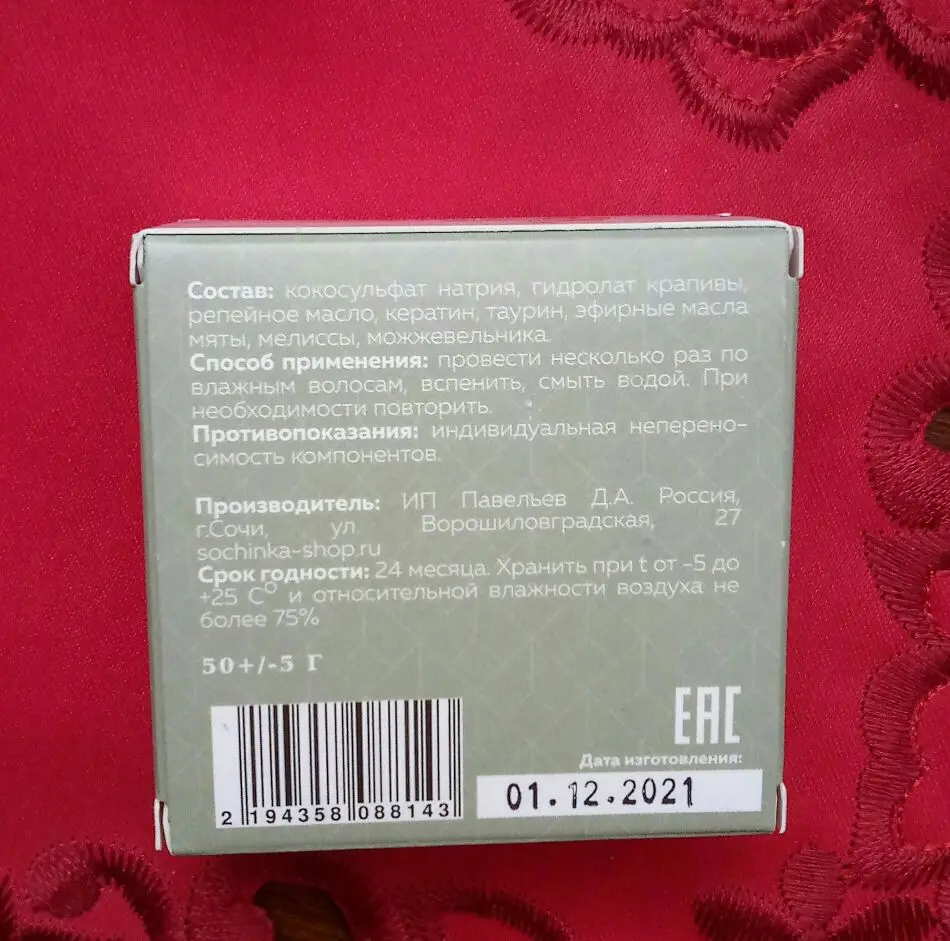 Состав: кокосульфат натрия, гидролат крапивы,
репейное масло, кератин, таурин, эфирные масла
мяты, мелиссы, можжевельника.
Способ применения: провести несколько раз по
влажным волосам, вспенить, смыть водой. При
необходимости повторить.
Противопоказания: индивидуальная неперено-
симость компонентов.
Производитель: ИП Павельев Д.А. Россия,
г.Сочи, ул. Ворошиловградская, 27
sochinka-shop.ru
Срок годности: 24 месяца. Хранить при t от -5 до
+25 С° и относительной влажности воздуха не
более 75%
50+/-5 Г
EAC
Дата изготовления:
01.12.2021
2 194358 088143